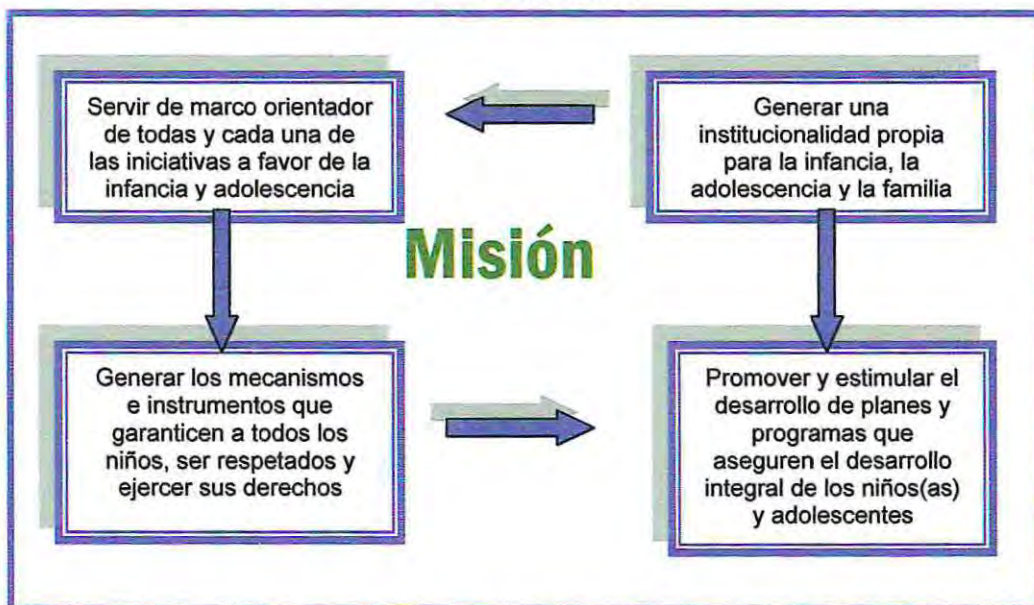 Servir de marco orientador
de todas y cada una de
las iniciativas a favor de la
infancia y adolescencia
Generar una
institucionalidad propia
para la infancia, la
adolescencia y la familia
Misión
Generar los mecanismos
e instrumentos que
garanticen a todos los
niños, ser respetados y
ejercer sus derechos
Promover y estimular el
desarrollo de planes y
programas que
aseguren el desarrollo
integral de los niños(as)
y adolescentes